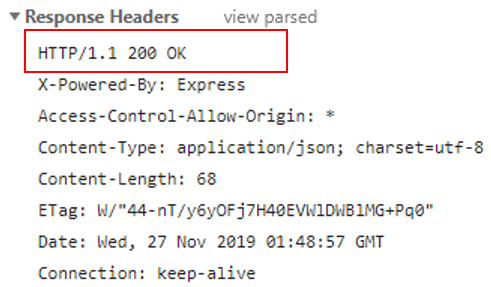 Response Headers view parsed
HTTP/1.1 200 OK
X-Powered-By: Express
Access-Control-Allow-Origin: *
Content-Type: application/json; charset=utf-8
Content-Length: 68
ETag: W/"44-nT/y6yOFj7H40EVWlDWBlMG+Pq0"
Date: Wed, 27 Nov 2019 01:48:57 GMT
Connection: keep-alive